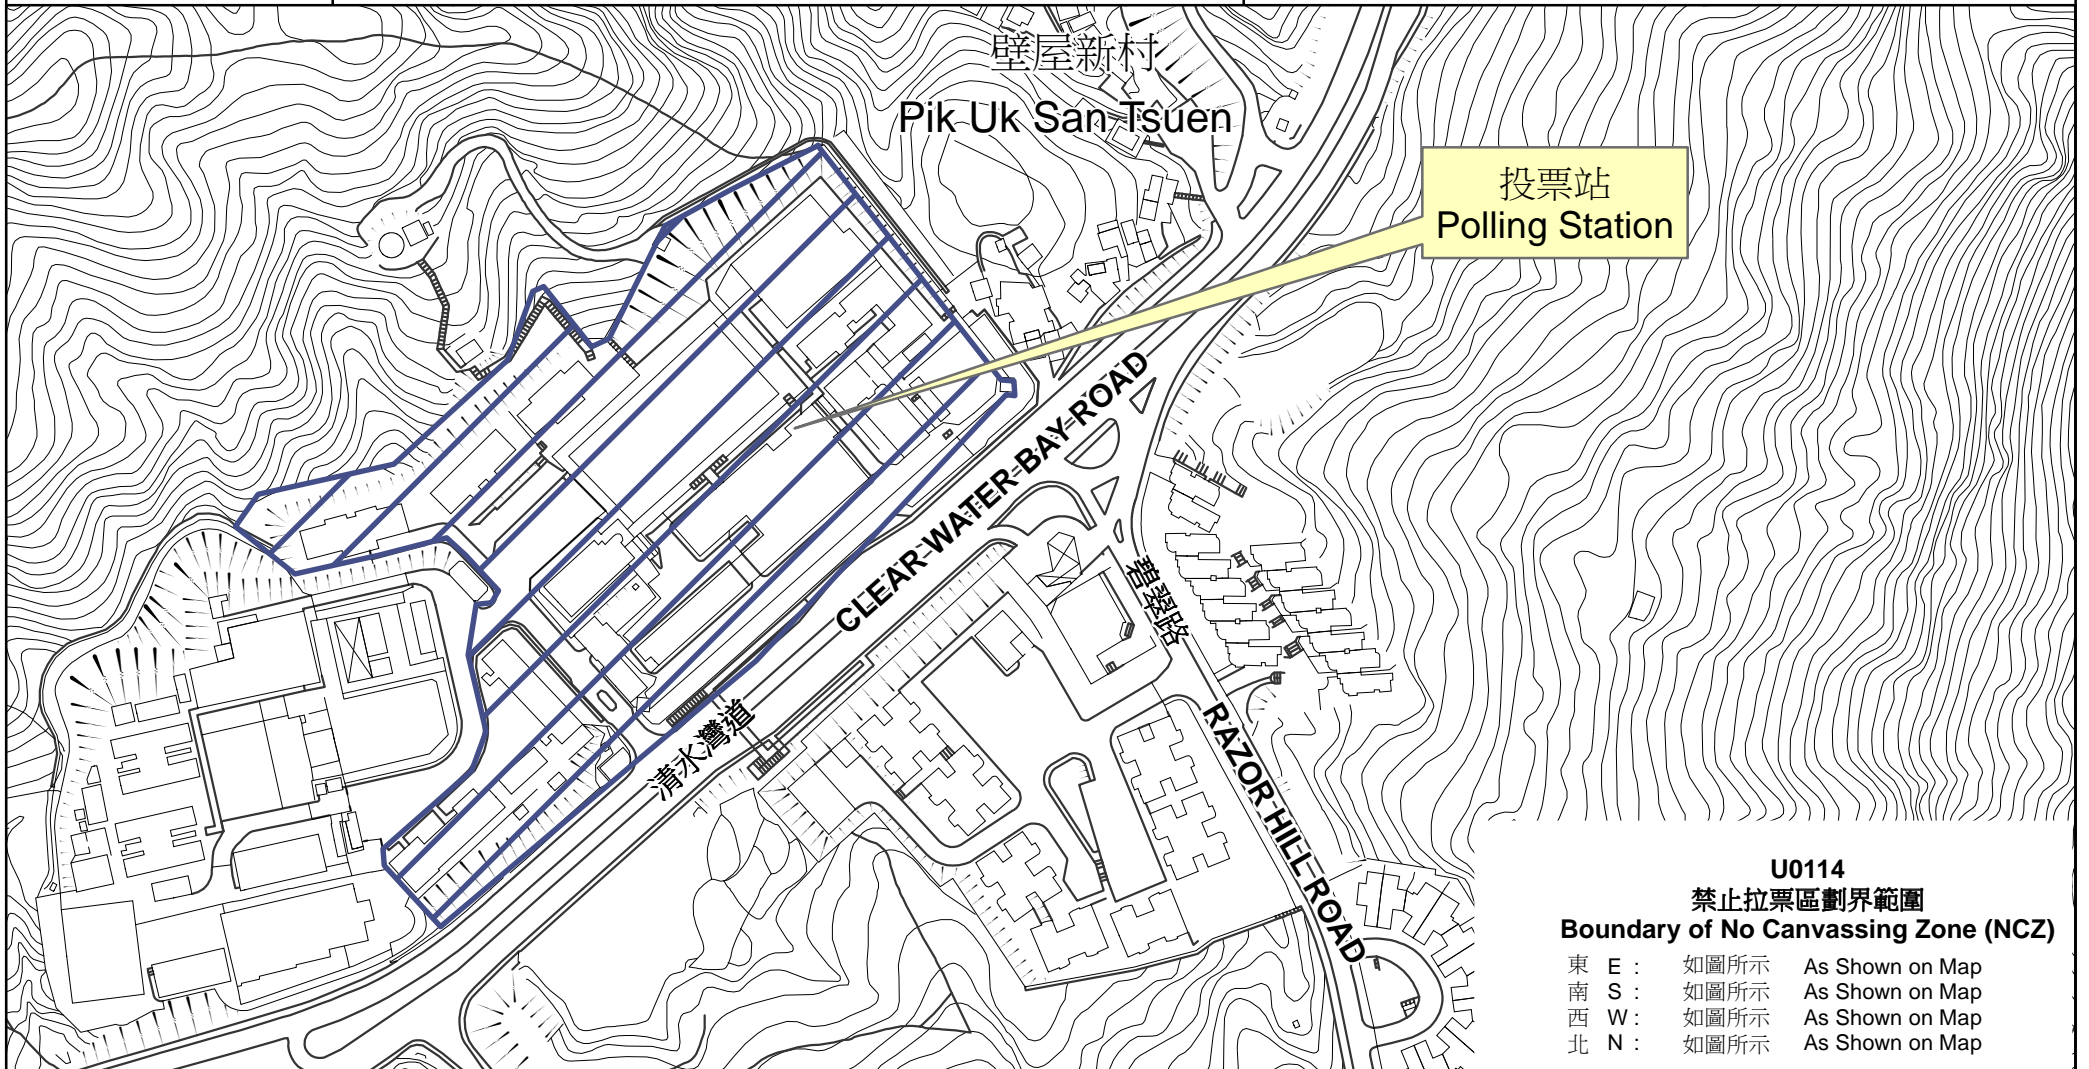 壁屋新村
Pik Uk San Tsuen
投票站
Polling Station
CLEAR WATER BAY ROAD
清水灣道
碧翠路
RAZOR HILL ROAD
U0114
禁止拉票區劃界範圍
Boundary of No Canvassing Zone (NCZ)
東 E : 如圖所示 As Shown on Map
南 S : 如圖所示 As Shown on Map
西 W : 如圖所示 As Shown on Map
北 N : 如圖所示 As Shown on Map